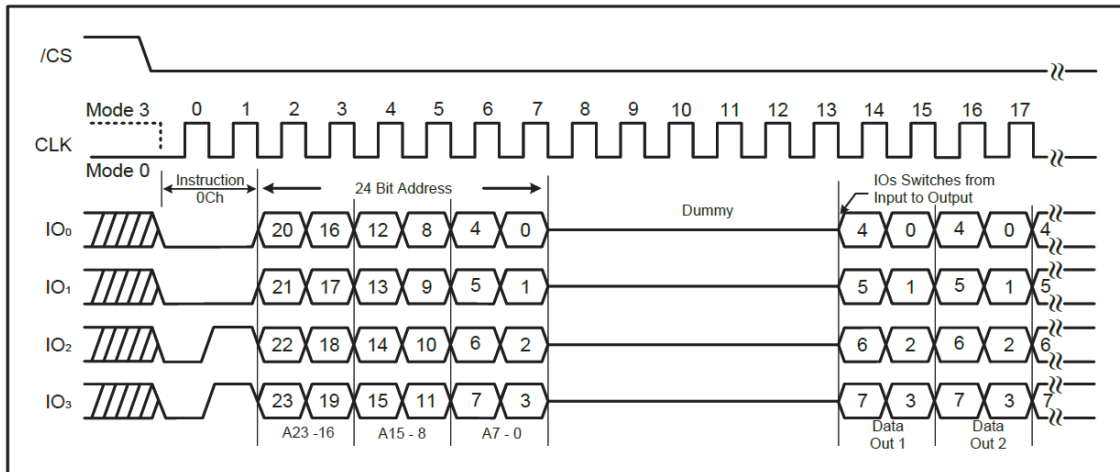 /CS
Mode 3 0 1 2 3 4 5 6 7 8 9 10 11 12 13 14 15 16 17
CLK
Mode 0
Instruction
0Ch
24 Bit Address
Dummy
IOs Switches from
Input to Output
IO₀ 20 16 12 8 4 0 4 0 4 0 4
IO₁ 21 17 13 9 5 1 5 1 5 1 5
IO₂ 22 18 14 10 6 2 6 2 6 2 6
IO₃ 23 19 15 11 7 3 7 3 7 3 7
A23 -16 A15 - 8 A7 - 0
Data
Out 1
Data
Out 2